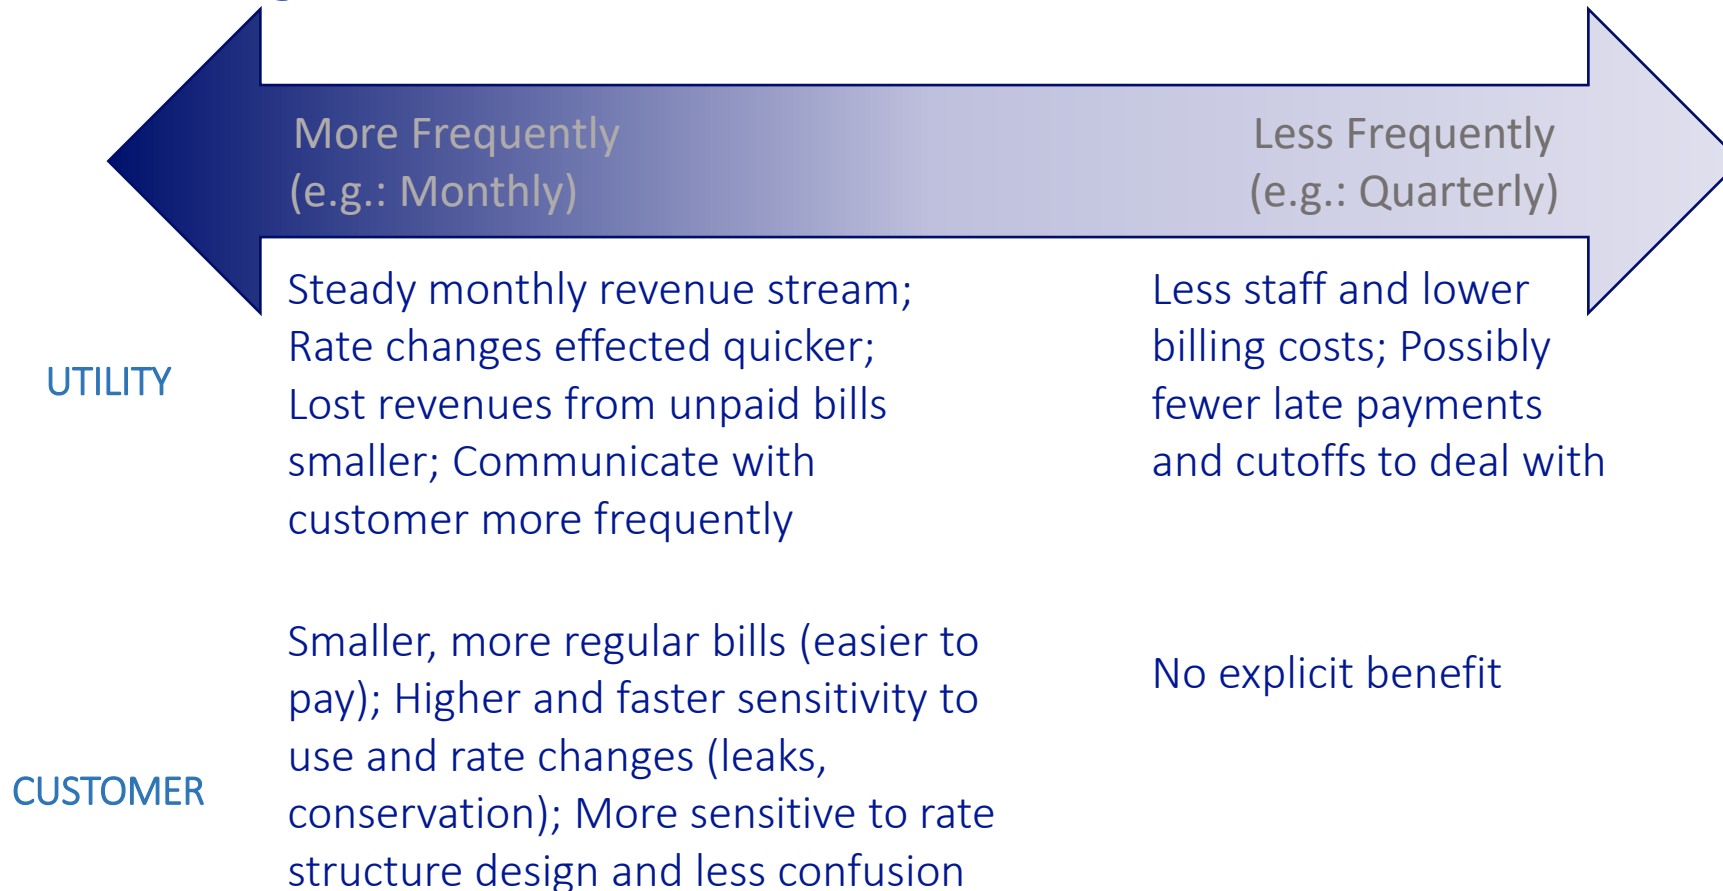 More Frequently
(e.g.: Monthly)
Less Frequently
(e.g.: Quarterly)
UTILITY
Steady monthly revenue stream;
Rate changes effected quicker;
Lost revenues from unpaid bills
smaller; Communicate with
customer more frequently
Less staff and lower
billing costs; Possibly
fewer late payments
and cutoffs to deal with
CUSTOMER
Smaller, more regular bills (easier to
pay); Higher and faster sensitivity to
use and rate changes (leaks,
conservation); More sensitive to rate
structure design and less confusion
No explicit benefit